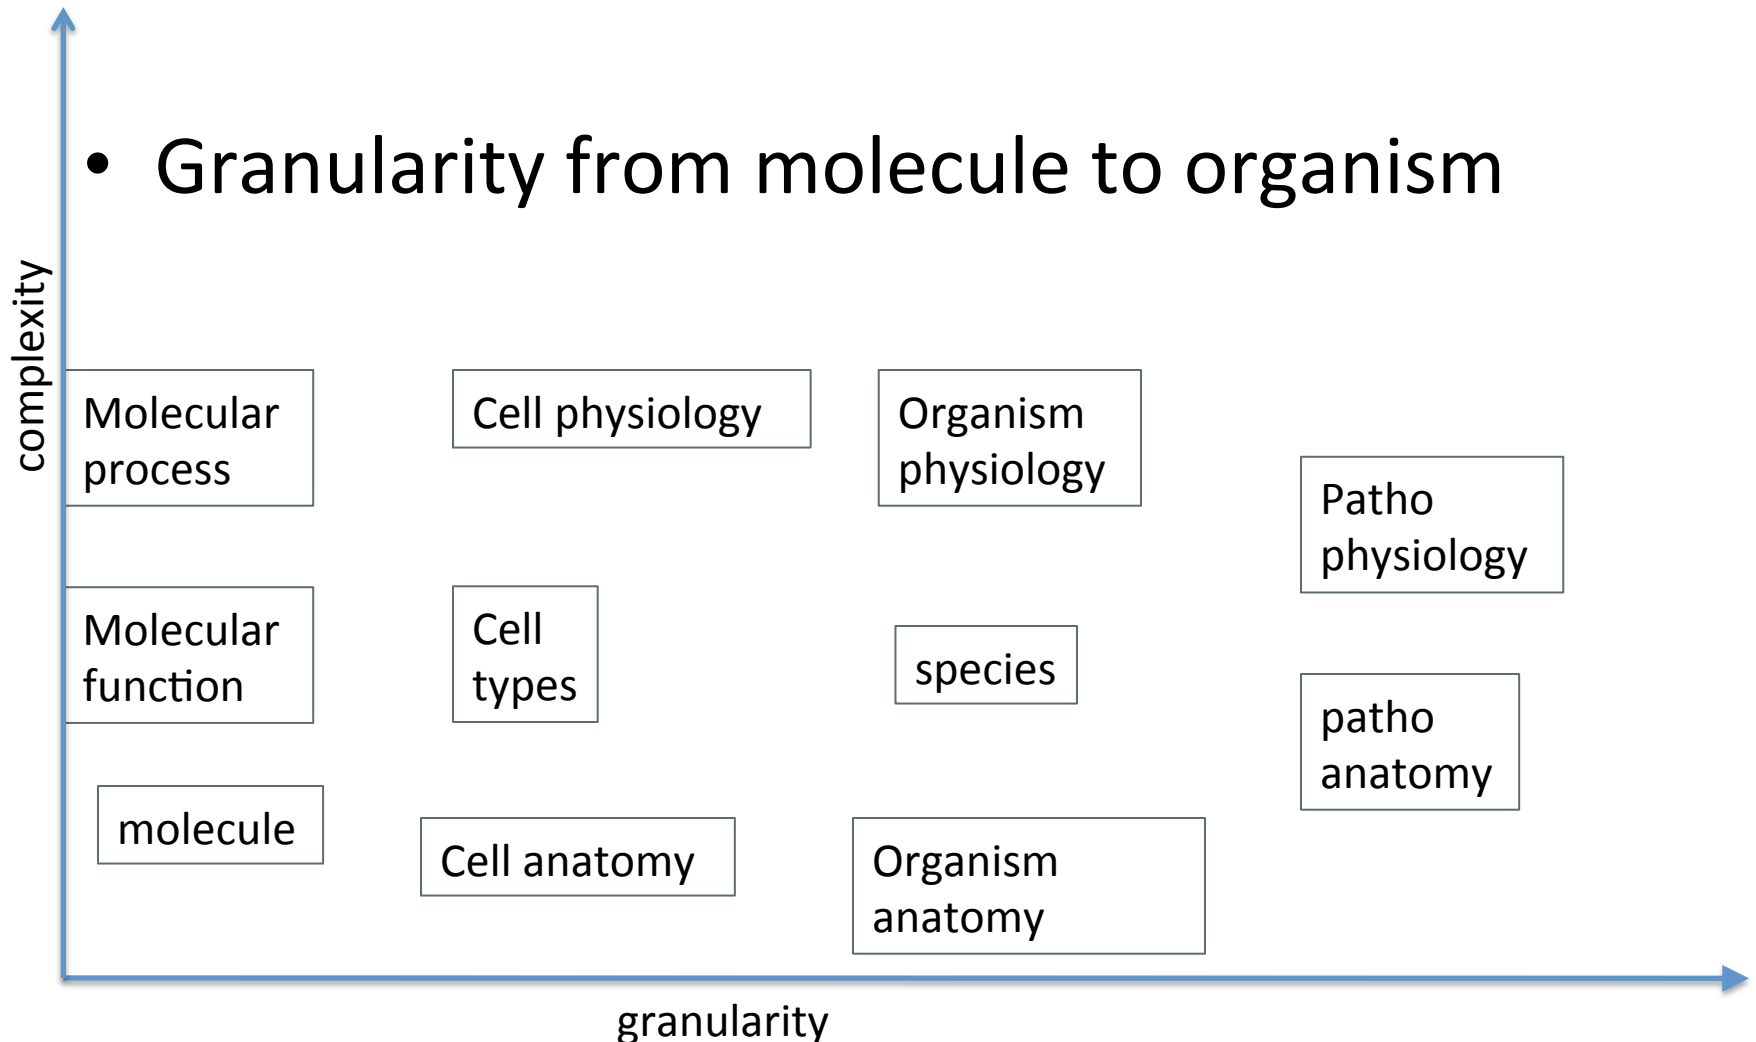 • Granularity from molecule to organism
complexity
Molecular
process
Cell physiology
Organism
physiology
Patho
physiology
Molecular
function
Cell
types
species
patho
anatomy
molecule
Cell anatomy
Organism
anatomy
granularity